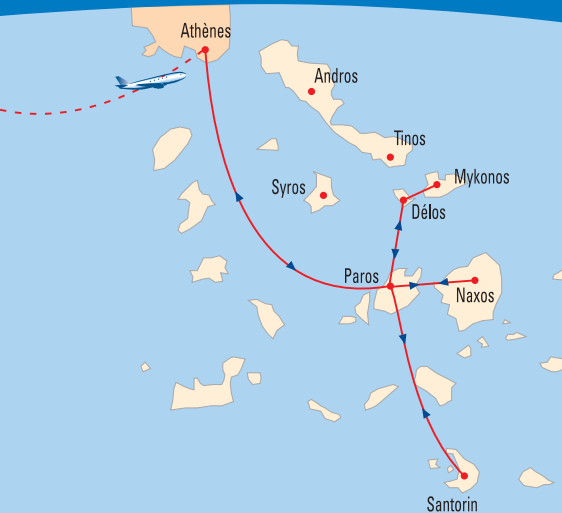 Athènes
Andros
Tinos
Mykonos
Syros
Délos
Paros
Naxos
Santorin